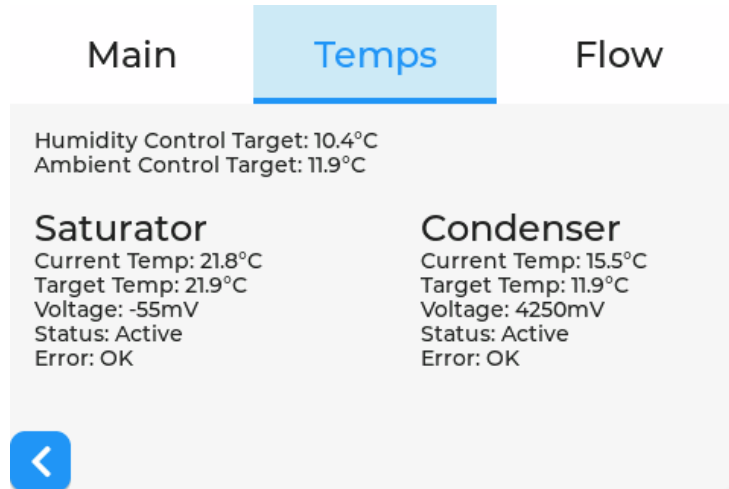 Main
Temps
Flow
Humidity Control Target: 10.4°C
Ambient Control Target: 11.9°C
Saturator
Current Temp: 21.8°C
Target Temp: 21.9°C
Voltage: -55mV
Status: Active
Error: OK
Condenser
Current Temp: 15.5°C
Target Temp: 11.9°C
Voltage: 4250mV
Status: Active
Error: OK